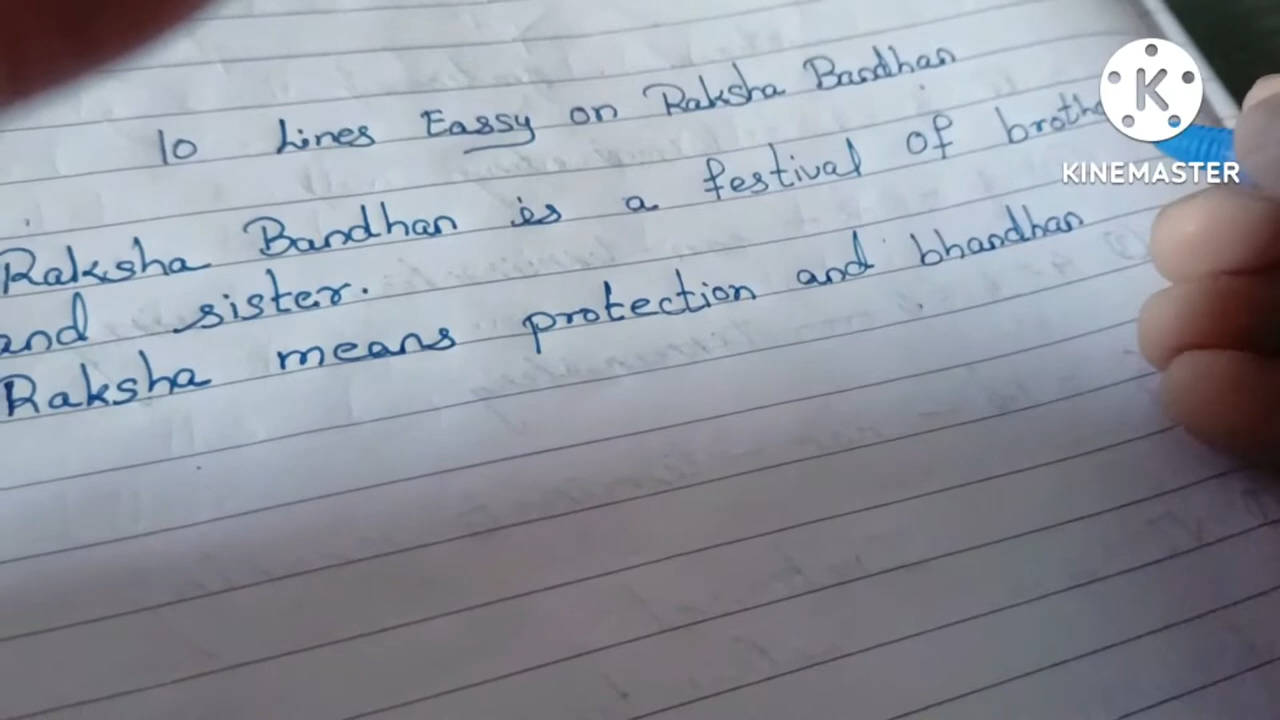 10 Lines Eassy on Raksha Bandhan
Raksha Bandhan is a festival of
and sister.
Raksha means protection and bhandhan
KINEMASTER